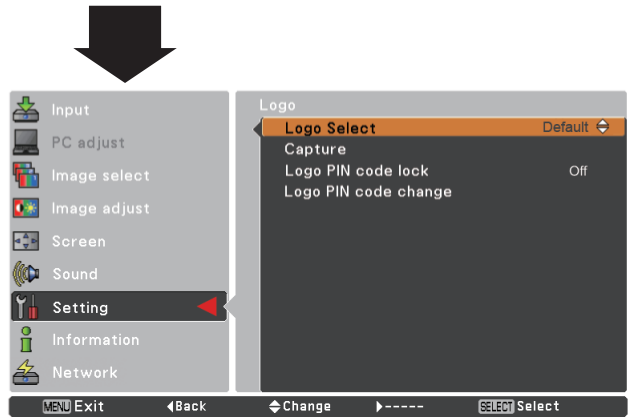 Input
PC adjust
Image select
Image adjust
Screen
Sound
Setting
Information
Network
Logo
Logo Select Default
Capture
Logo PIN code lock Off
Logo PIN code change
MENU Exit Back Change ----- SELECT Select